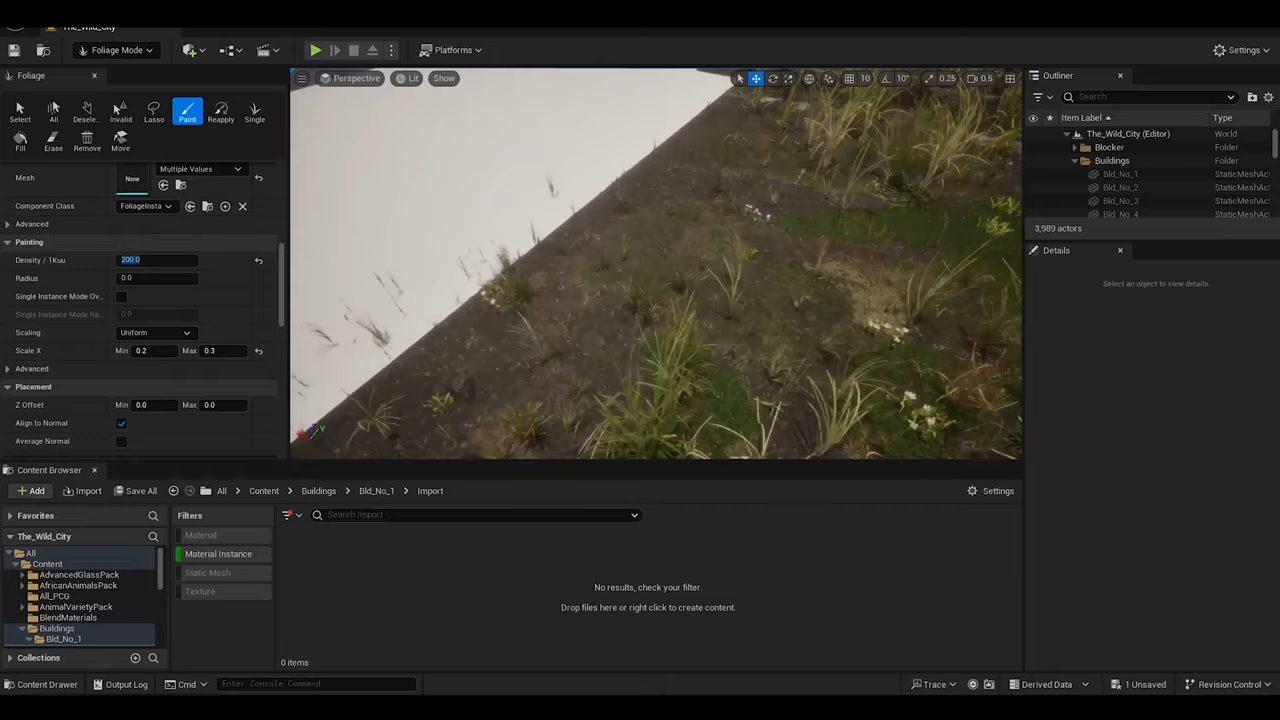 The_Wild_City
Foliage Mode
Platforms
Settings
Foliage
Select
All
Desele...
Invalid
Lasso
Paint
Reapply
Single
Fill
Erase
Remove
Move
Mesh
None
Multiple Values
Component Class
FoliageInsta
Advanced
Painting
Density / 1Kuu
200.0
Radius
0.0
Single Instance Mode Ov...
Single Instance Mode Ra...
0.0
Scaling
Uniform
Scale X
Min 0.2 Max 0.3
Advanced
Placement
Z Offset
Min 0.0 Max 0.0
Align to Normal
Average Normal
Perspective
Lit
Show
10
10°
0.25
0.5
Y
Outliner
Search...
Item Label
Type
The_Wild_City (Editor) World
Blocker Folder
Buildings Folder
Bld_No_1 StaticMeshAct
Bld_No_2 StaticMeshAct
Bld_No_3 StaticMeshAct
Bld_No_4 StaticMeshAct
3,989 actors
Details
Select an object to view details.
Content Browser
Add
Import
Save All
All > Content > Buildings > Bld_No_1 > Import
Settings
Favorites
Filters
Search Import
The_Wild_City
All
Content
AdvancedGlassPack
AfricanAnimalsPack
All_PCG
AnimalVarietyPack
BlendMaterials
Buildings
Bld_No_1
Collections
Material
Material Instance
Static Mesh
Texture
No results, check your filter.
Drop files here or right click to create content.
0 items
Content Drawer
Output Log
Cmd
Enter Console Command
Trace
Derived Data
1 Unsaved
Revision Control